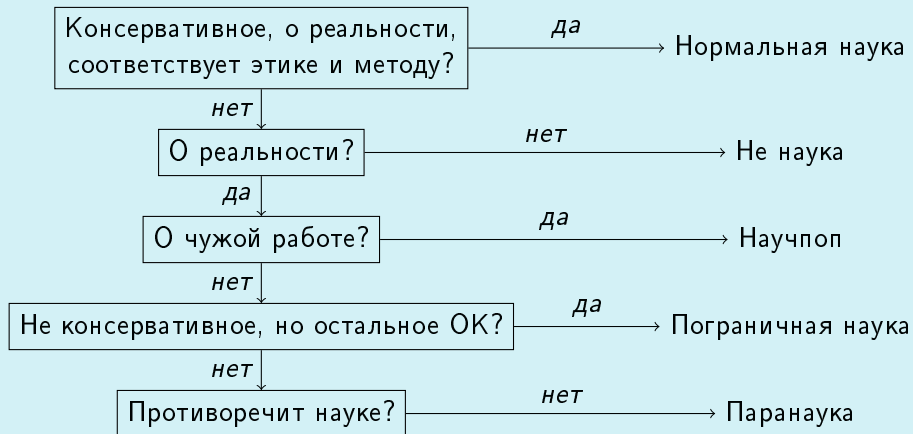 Консервативное, о реальности,
соответствует этике и методу?
да
Нормальная наука
нет
О реальности?
нет
Не наука
да
О чужой работе?
да
Научпоп
нет
Не консервативное, но остальное ОК?
да
Пограничная наука
нет
Противоречит науке?
нет
Паранаука